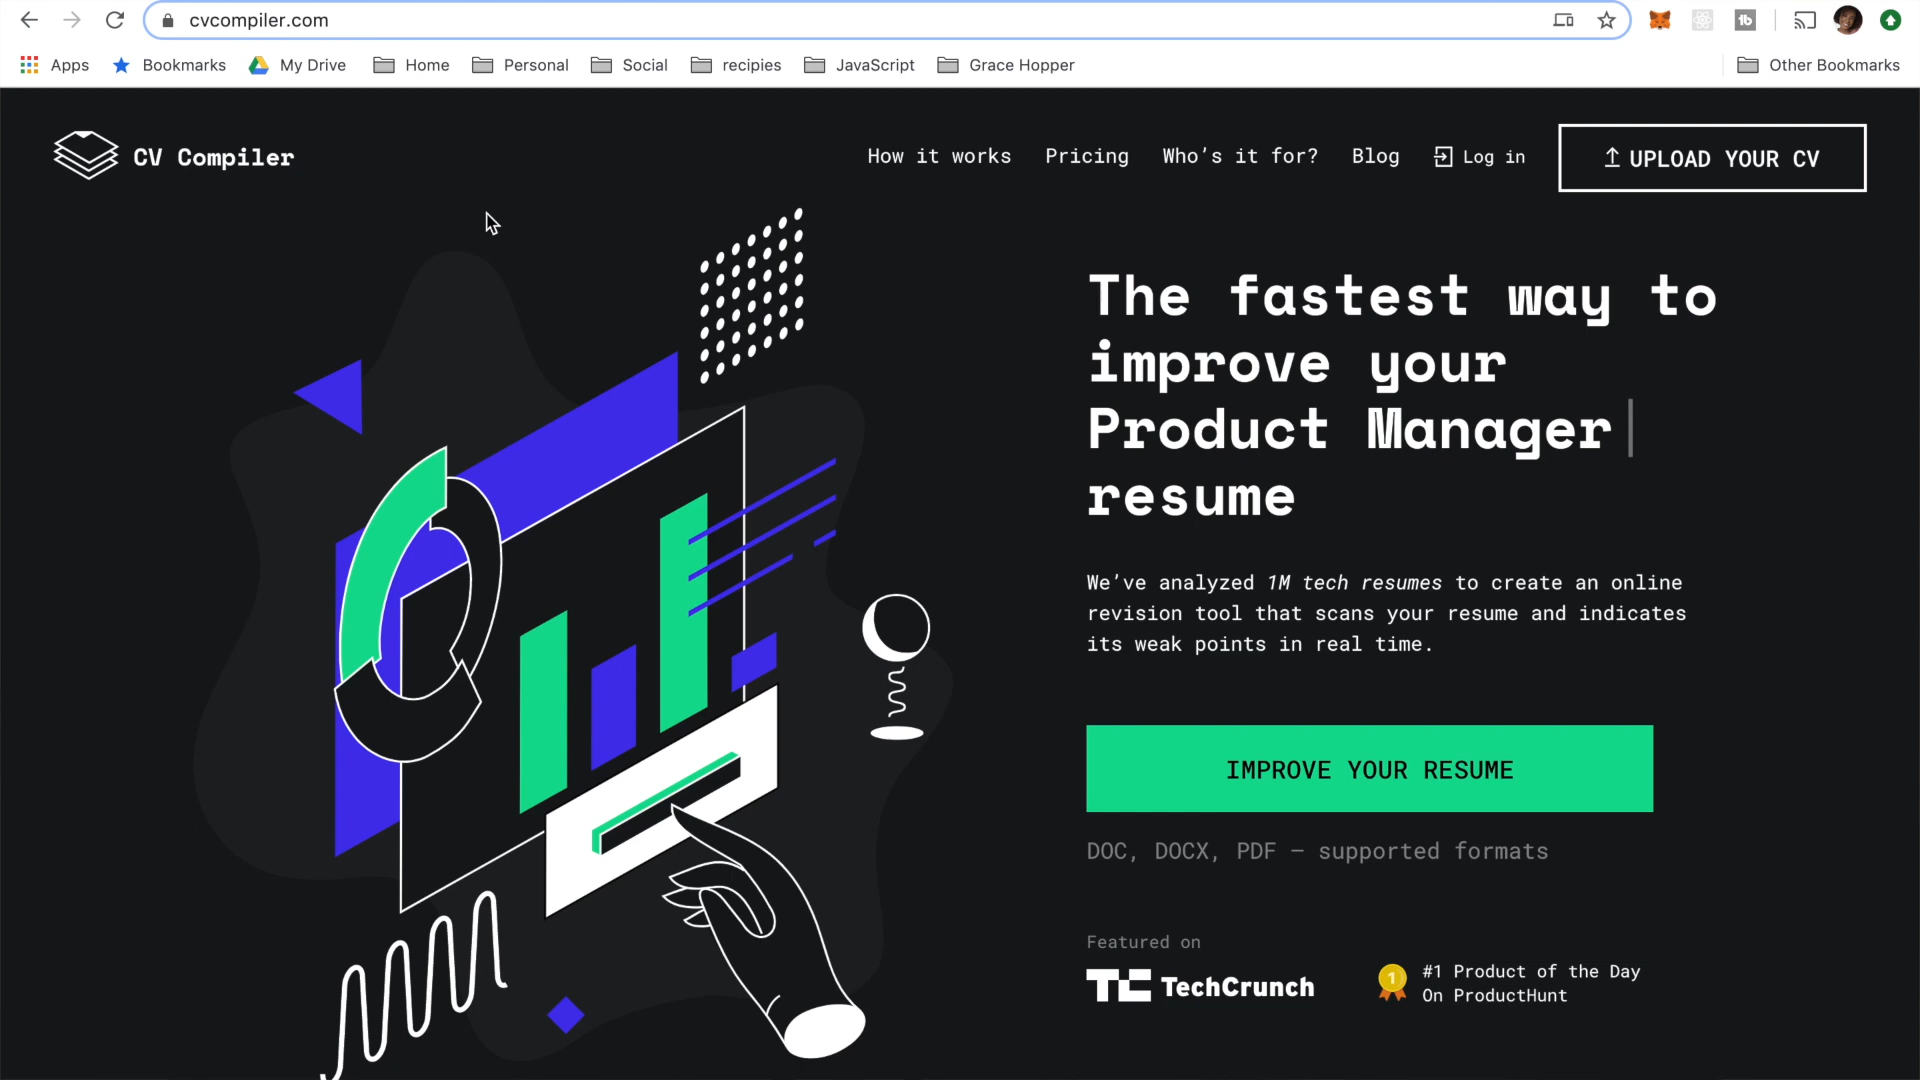 cvcompiler.com
Apps Bookmarks My Drive Home Personal Social recipies JavaScript Grace Hopper Other Bookmarks
CV Compiler
How it works Pricing Who’s it for? Blog Log in UPLOAD YOUR CV
The fastest way to
improve your
Product Manager
resume
We’ve analyzed 1M tech resumes to create an online
revision tool that scans your resume and indicates
its weak points in real time.
IMPROVE YOUR RESUME
DOC, DOCX, PDF – supported formats
Featured on
TC TechCrunch
1 #1 Product of the Day
On ProductHunt